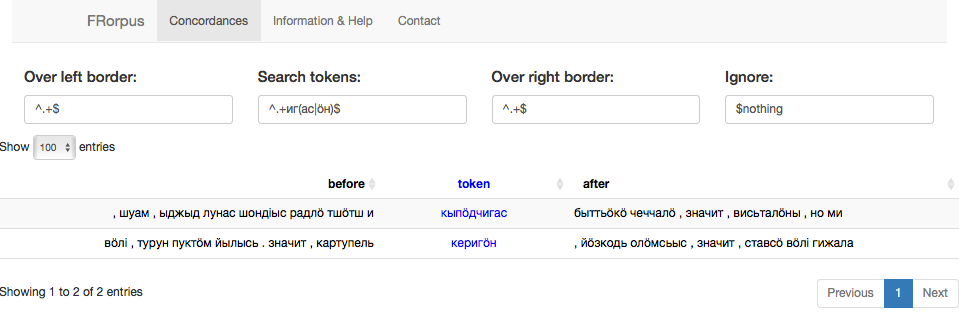 FRorpus Concordances Information & Help Contact
Over left border: Search tokens: Over right border: Ignore:
^.+$ ^.+иг(ас|öн)$ ^.+$ $nothing
Show 100 entries
before token after
, шуам , ыджыд лунас шондіыс радлö тшöтш и кыпöдчигас быттьöкö чеччалö , значит , висьталöны , но ми
вöлі , турун пуктöм йылысь . значит , картупель керигöн , йöзкодь олöмсьыс , значит , ставсö вöлі гижала
Showing 1 to 2 of 2 entries Previous 1 Next